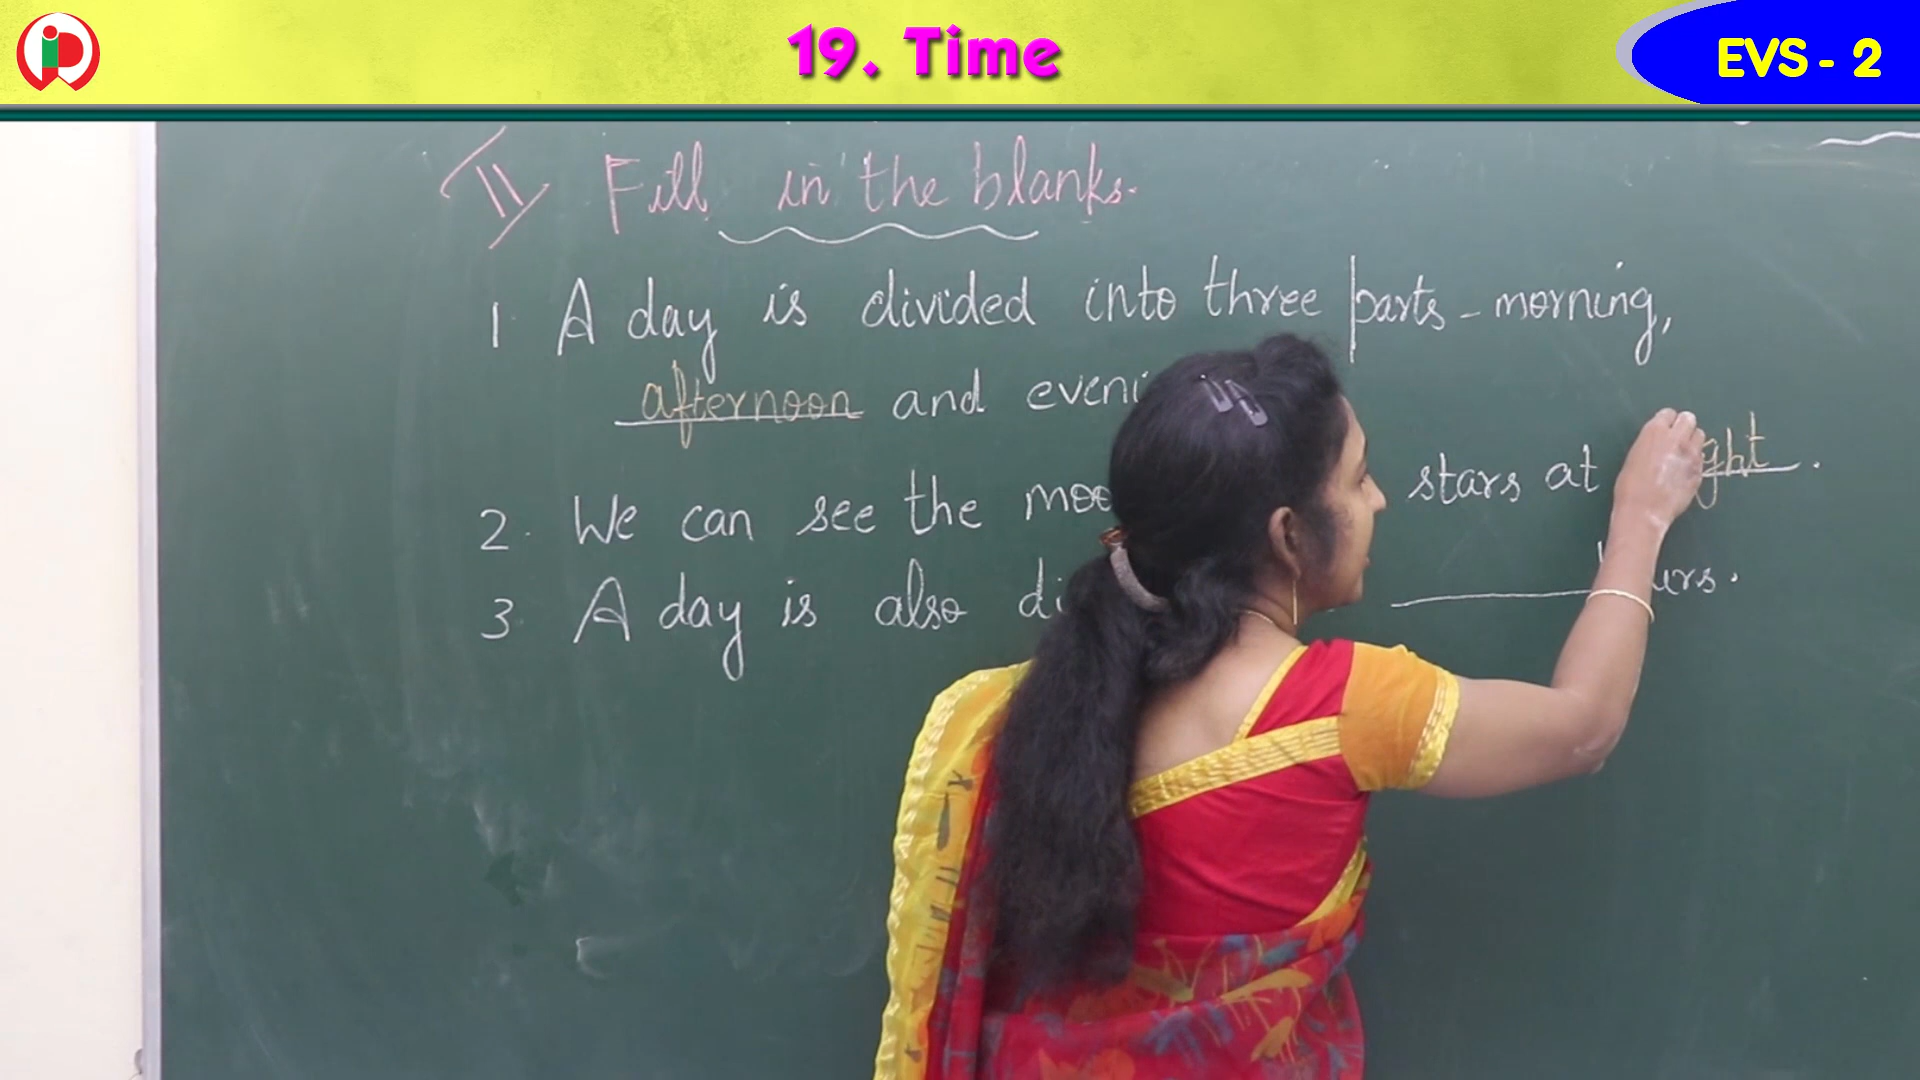 19. Time
EVS - 2
II Fill in the blanks.
1. A day is divided into three parts - morning,
afternoon and eveni
2. We can see the moo stars at ght.
3. A day is also di urs.